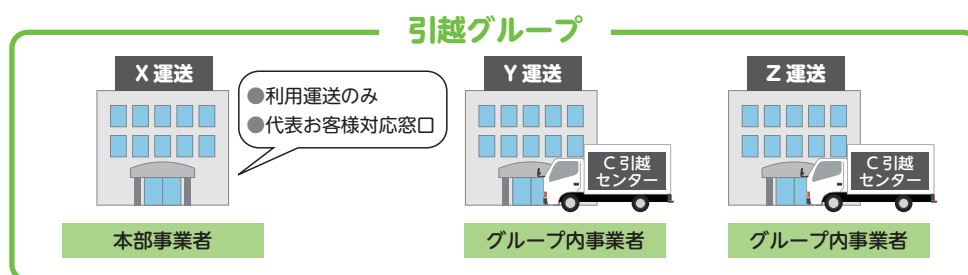 引越グループ
X 運送
●利用運送のみ
●代表お客様対応窓口
本部事業者
Y 運送
C 引越
センター
グループ内事業者
Z 運送
C 引越
センター
グループ内事業者